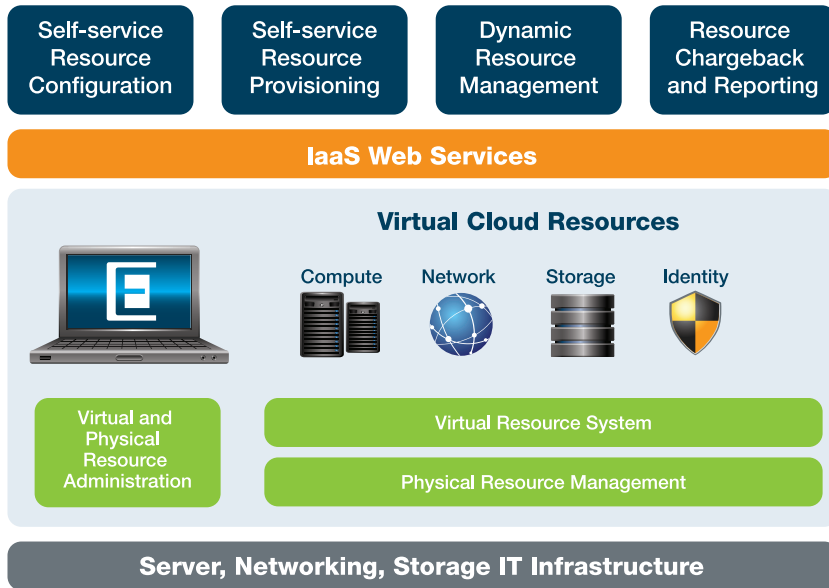 Self-service
Resource
Configuration
Self-service
Resource
Provisioning
Dynamic
Resource
Management
Resource
Chargeback
and Reporting
IaaS Web Services
Virtual Cloud Resources
Compute
Network
Storage
Identity
Virtual and
Physical
Resource
Administration
Virtual Resource System
Physical Resource Management
Server, Networking, Storage IT Infrastructure